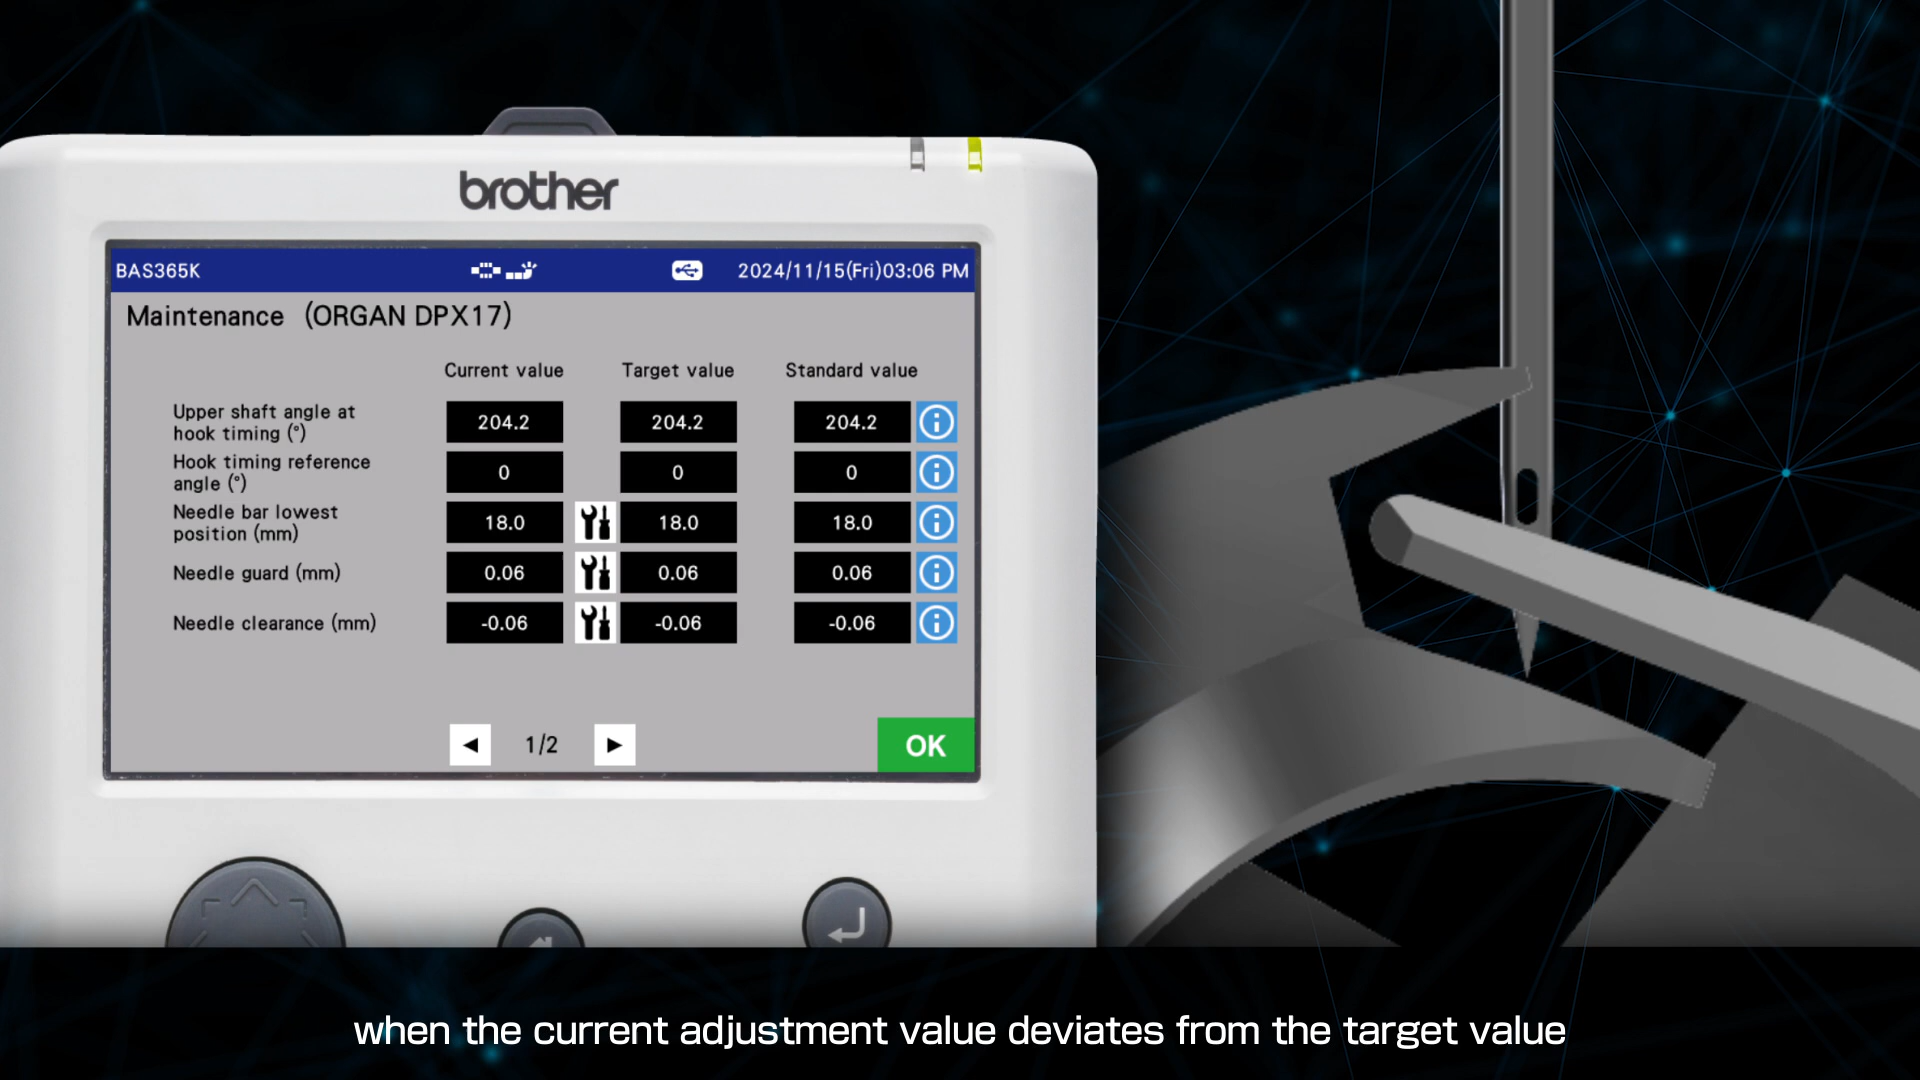 brother
BAS365K 2024/11/15(Fri)03:06 PM
Maintenance (ORGAN DPX17)
Current value Target value Standard value
Upper shaft angle at
hook timing (°) 204.2 204.2 204.2
Hook timing reference
angle (°) 0 0 0
Needle bar lowest
position (mm) 18.0 18.0 18.0
Needle guard (mm) 0.06 0.06 0.06
Needle clearance (mm) -0.06 -0.06 -0.06
1/2 OK
when the current adjustment value deviates from the target value